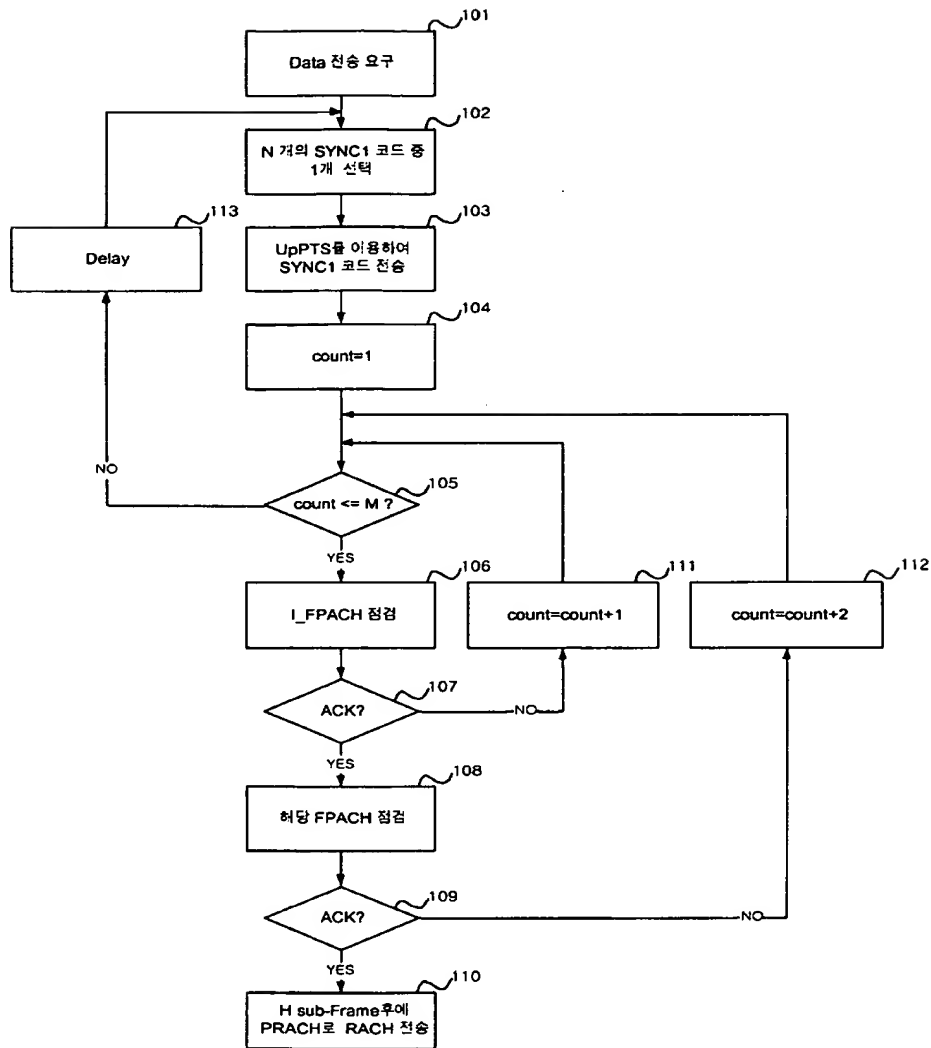 101
Data 전송 요구
102
N 개의 SYNC1 코드 중
1개 선택
113
Delay
103
UpPTS를 이용하여
SYNC1 코드 전송
104
count=1
NO
105
count <= M ?
YES
106
I_FPACH 점검
111
count=count+1
112
count=count+2
107
ACK?
NO
YES
108
해당 FPACH 점검
109
ACK?
NO
YES
110
H sub-Frame후에
PRACH로 RACH 전송